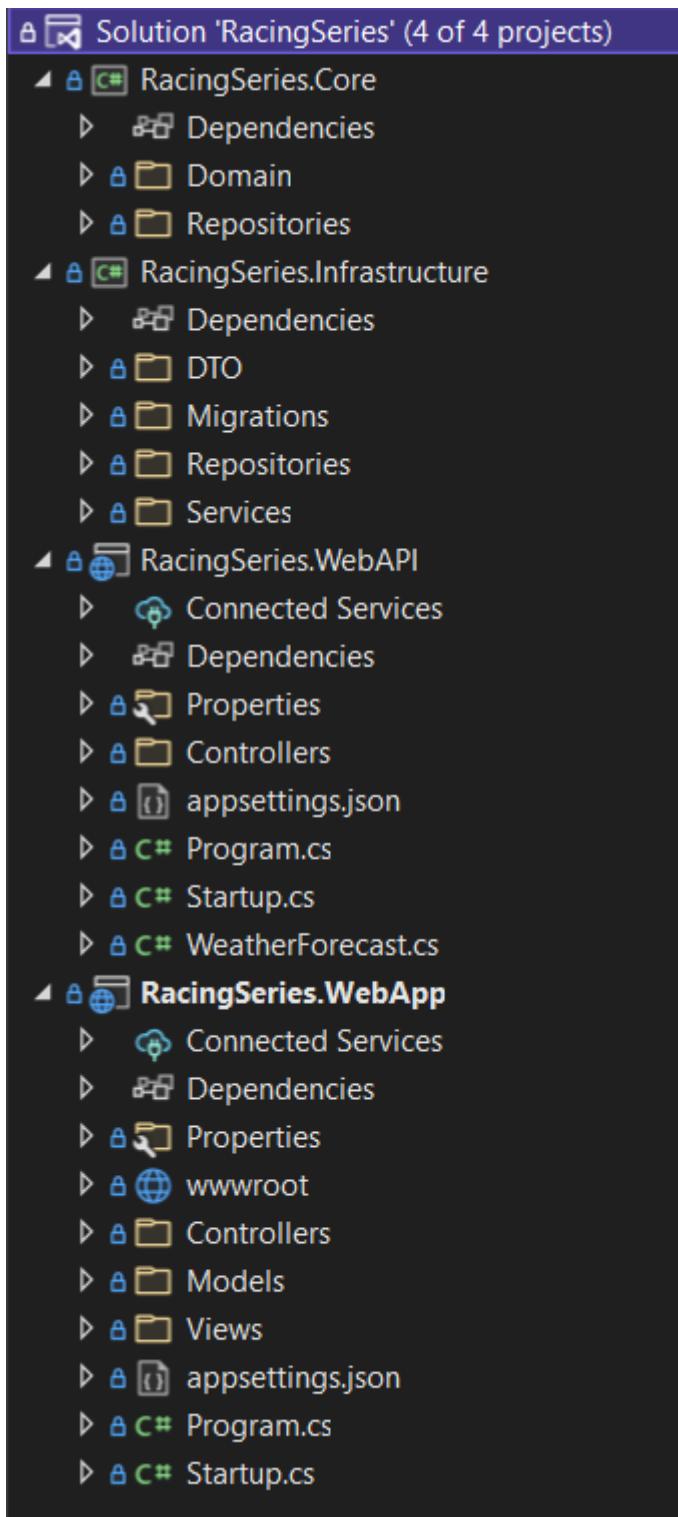 Solution 'RacingSeries' (4 of 4 projects)
C# RacingSeries.Core
Dependencies
Domain
Repositories
C# RacingSeries.Infrastructure
Dependencies
DTO
Migrations
Repositories
Services
RacingSeries.WebAPI
Connected Services
Dependencies
Properties
Controllers
appsettings.json
C# Program.cs
C# Startup.cs
C# WeatherForecast.cs
RacingSeries.WebApp
Connected Services
Dependencies
Properties
wwwroot
Controllers
Models
Views
appsettings.json
C# Program.cs
C# Startup.cs